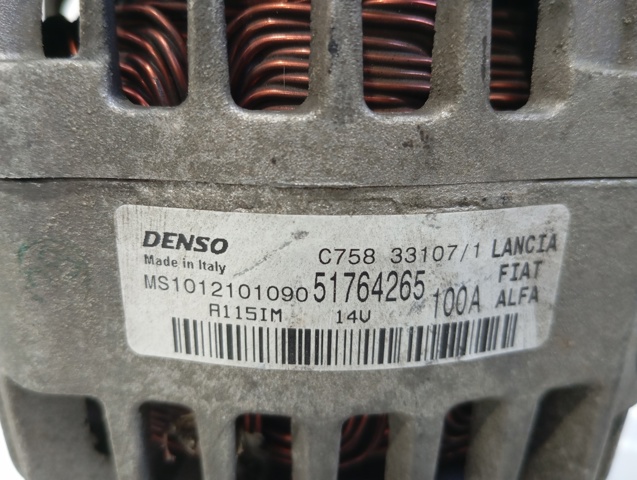 DENSO C758 33107/1 LANCIA
Made in Italy FIAT
MS1012101090 51764265 100A ALFA
A115IM 14V